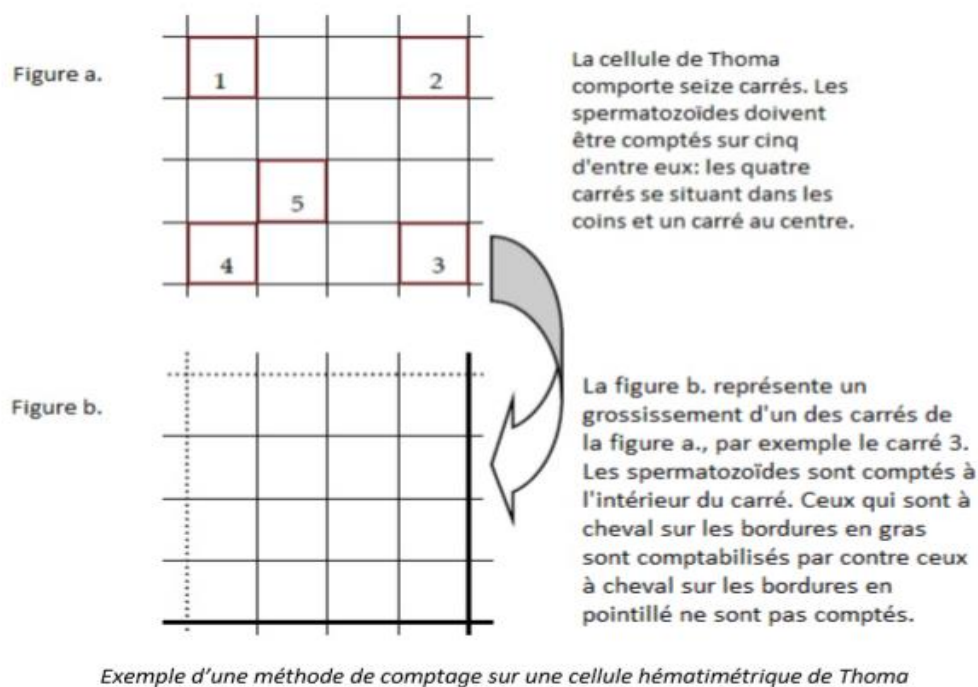 Figure a.
1
2
5
4
3
La cellule de Thoma
comporte seize carrés. Les
spermatozoïdes doivent
être comptés sur cinq
d'entre eux: les quatre
carrés se situant dans les
coins et un carré au centre.
Figure b.
La figure b. représente un
grossissement d'un des carrés de
la figure a., par exemple le carré 3.
Les spermatozoïdes sont comptés à
l'intérieur du carré. Ceux qui sont à
cheval sur les bordures en gras
sont comptabilisés par contre ceux
à cheval sur les bordures en
pointillé ne sont pas comptés.
Exemple d'une méthode de comptage sur une cellule hématimétrique de Thoma